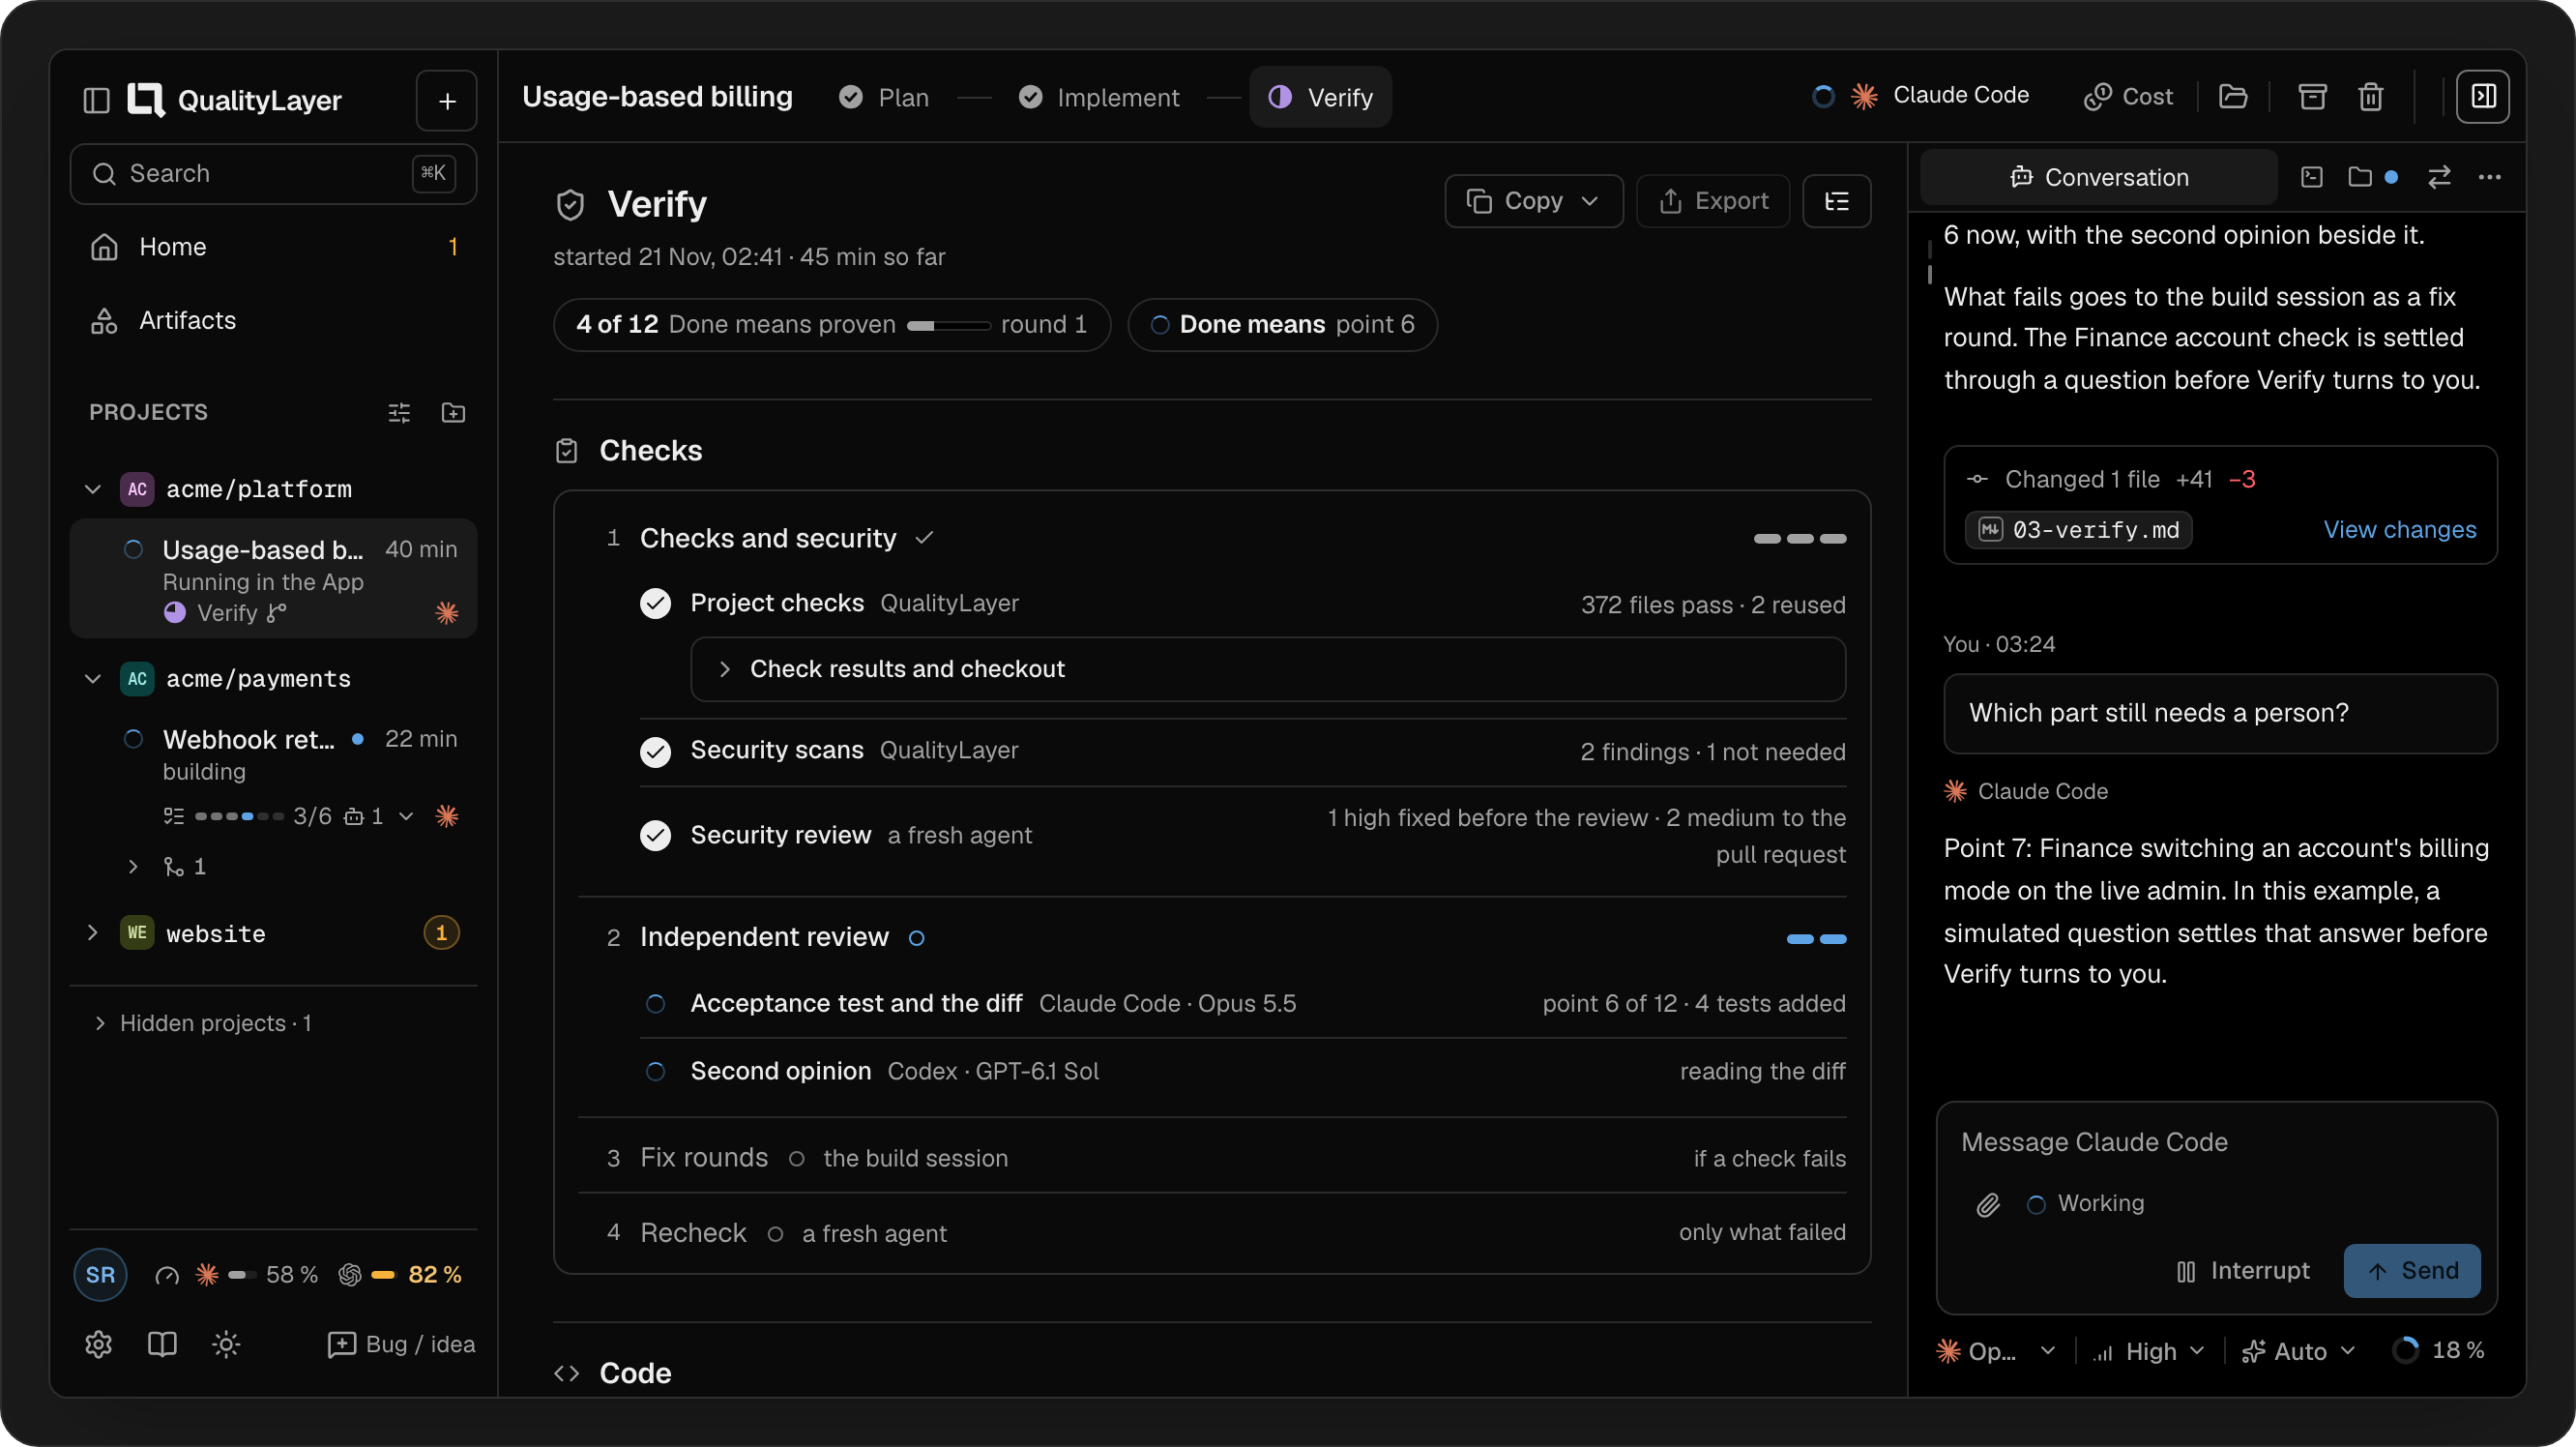 QualityLayer
Search ⌘K
Home 1
Artifacts
PROJECTS
AC acme/platform
Usage-based b... 40 min
Running in the App
Verify
AC acme/payments
Webhook ret... 22 min
building
3/6 1
1
WE website 1
Hidden projects · 1
SR 58 % 82 %
Bug / idea
Usage-based billing Plan Implement Verify
Claude Code Cost
Verify
Copy Export
started 21 Nov, 02:41 · 45 min so far
4 of 12 Done means proven round 1
Done means point 6
Checks
1 Checks and security
Project checks QualityLayer 372 files pass · 2 reused
Check results and checkout
Security scans QualityLayer 2 findings · 1 not needed
Security review a fresh agent 1 high fixed before the review · 2 medium to the
pull request
2 Independent review
Acceptance test and the diff Claude Code · Opus 5.5 point 6 of 12 · 4 tests added
Second opinion Codex · GPT-6.1 Sol reading the diff
3 Fix rounds the build session if a check fails
4 Recheck a fresh agent only what failed
Code
Conversation
6 now, with the second opinion beside it.
What fails goes to the build session as a fix
round. The Finance account check is settled
through a question before Verify turns to you.
Changed 1 file +41 −3
03-verify.md View changes
You · 03:24
Which part still needs a person?
Claude Code
Point 7: Finance switching an account's billing
mode on the live admin. In this example, a
simulated question settles that answer before
Verify turns to you.
Message Claude Code
Working
Interrupt Send
Op... High Auto 18 %